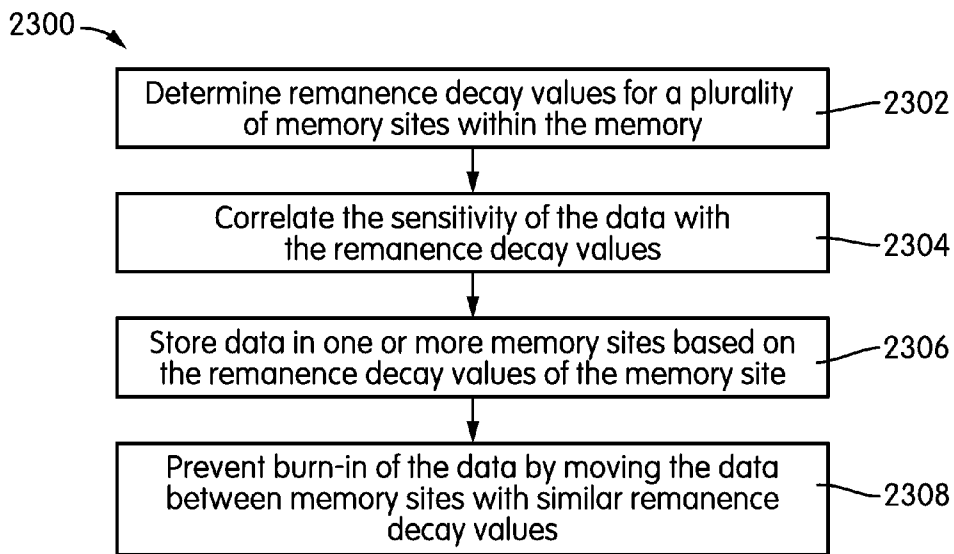 2300
Determine remanence decay values for a plurality
of memory sites within the memory
2302
Correlate the sensitivity of the data with
the remanence decay values
2304
Store data in one or more memory sites based on
the remanence decay values of the memory site
2306
Prevent burn-in of the data by moving the data
between memory sites with similar remanence
decay values
2308